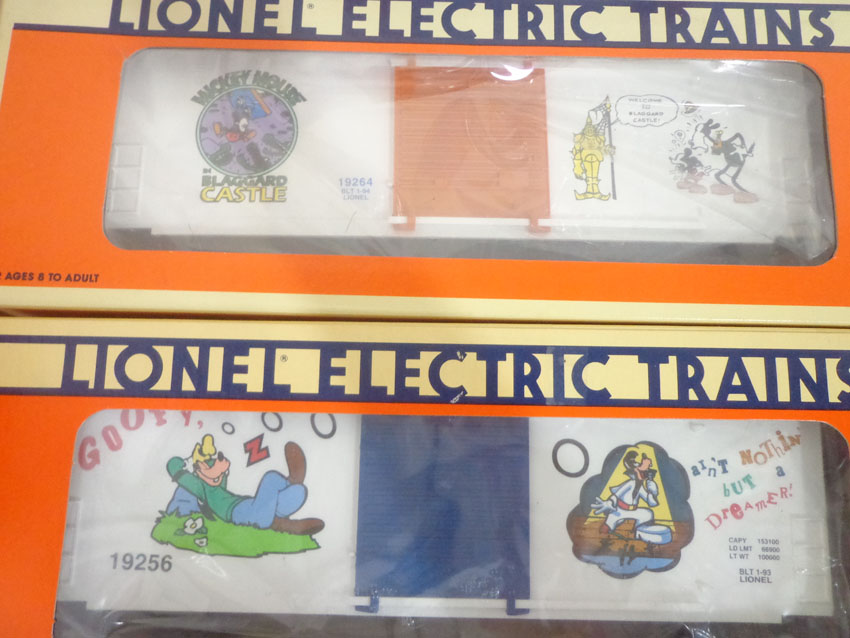 LIONEL® ELECTRIC TRAINS
MICKEY MOUSE
IN
BLAGGARD
CASTLE
19264
BLT 1-94
LIONEL
WELCOME
TO
BLAGGARD
CASTLE!
AGES 8 TO ADULT
LIONEL® ELECTRIC TRAINS
GOOFY,
Z
19256
AIN'T NOTHIN
BUT A
DREAMER!
CAPY 153100
LD LMT 66900
LT WT 100000
BLT 1-93
LIONEL